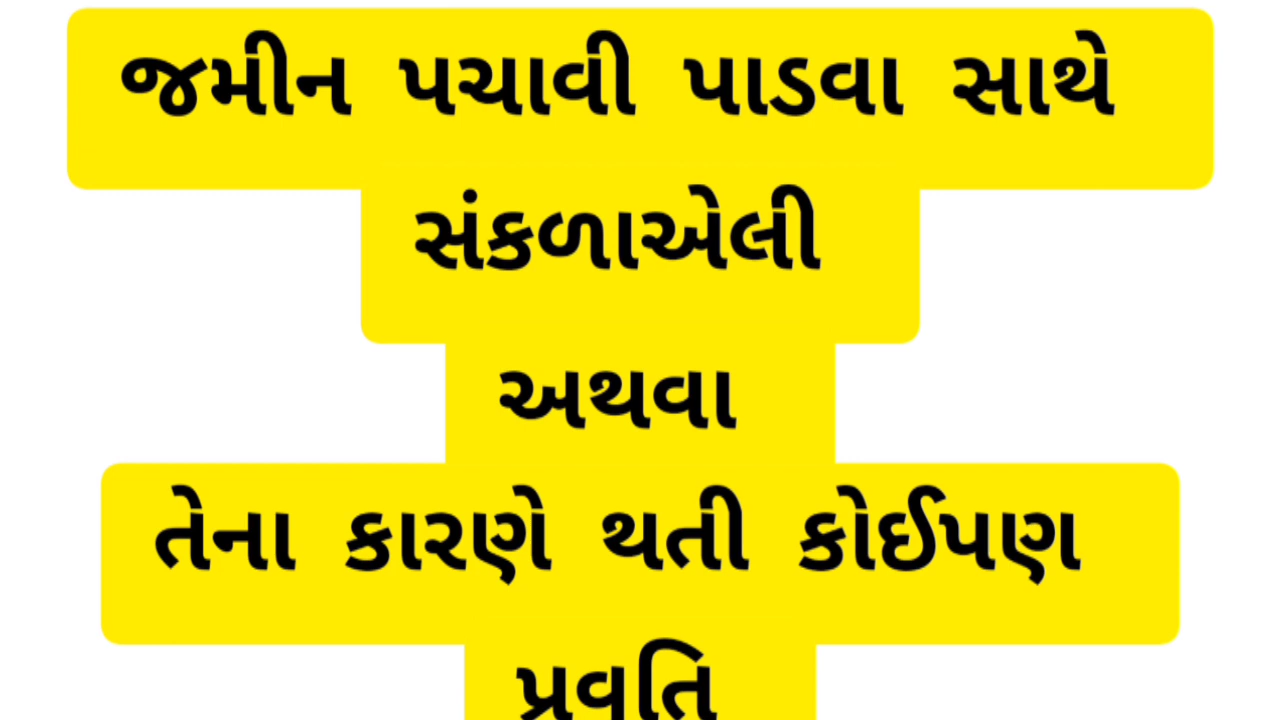 જમીન પચાવી પાડવા સાથે
સંકળાએલી
અથવા
તેના કારણે થતી કોઈપણ
પ્રવૃતિ